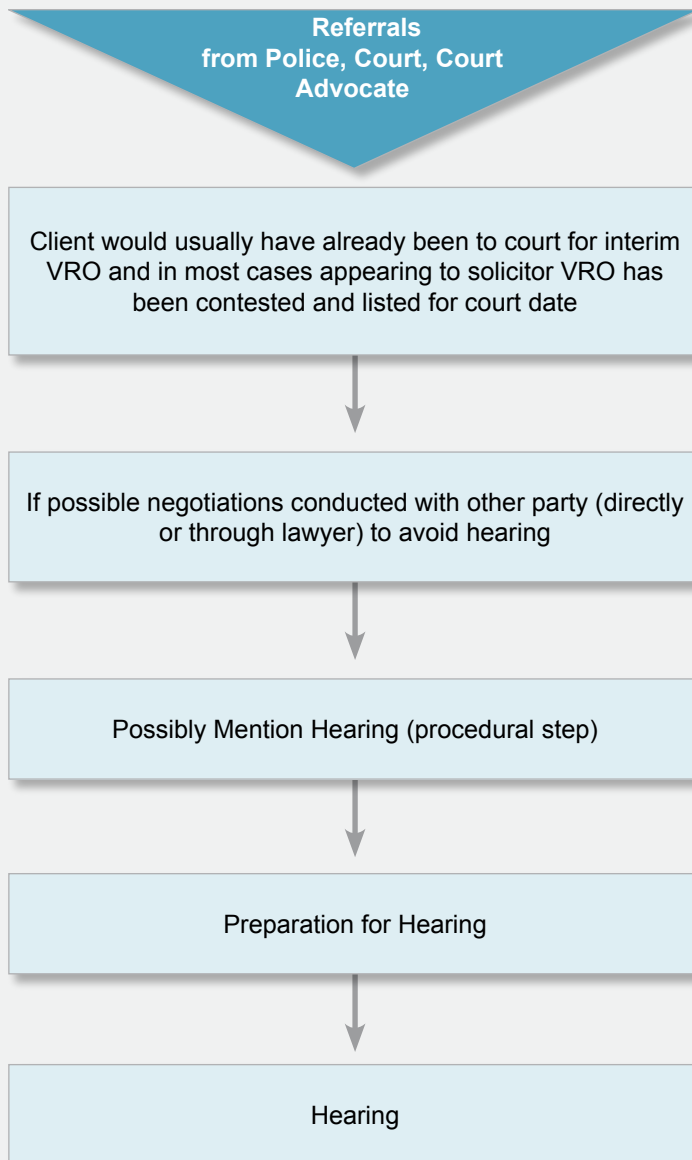 Referrals
from Police, Court, Court
Advocate
Client would usually have already been to court for interim
VRO and in most cases appearing to solicitor VRO has
been contested and listed for court date
If possible negotiations conducted with other party (directly
or through lawyer) to avoid hearing
Possibly Mention Hearing (procedural step)
Preparation for Hearing
Hearing